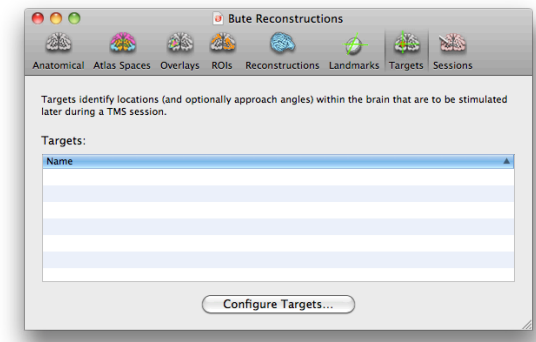 Bute Reconstructions
Anatomical Atlas Spaces Overlays ROIs Reconstructions Landmarks Targets Sessions
Targets identify locations (and optionally approach angles) within the brain that are to be stimulated
later during a TMS session.
Targets:
Name
Configure Targets...